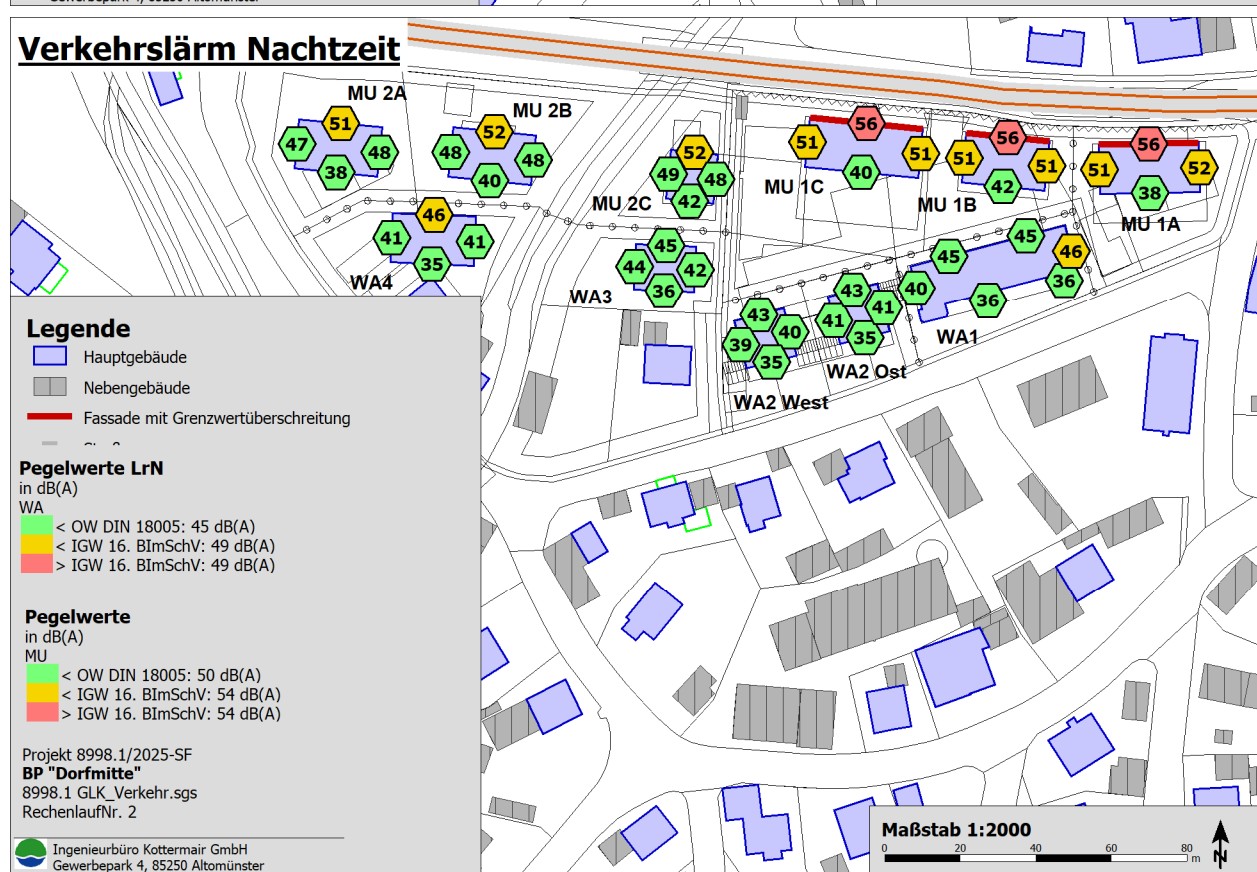 Gewerbepark 4, 85250 Altomünster
Verkehrslärm Nachtzeit
MU 2A
51
47
48
38
MU 2B
52
48
48
40
MU 2C
52
49
48
42
MU 1C
56
51
51
40
MU 1B
56
51
51
42
MU 1A
56
51
52
38
WA4
46
41
41
35
WA3
45
44
42
36
WA2 West
43
40
39
35
WA2 Ost
43
41
41
35
WA1
45
45
46
40
36
36
Legende
Hauptgebäude
Nebengebäude
Fassade mit Grenzwertüberschreitung
Pegelwerte LrN
in dB(A)
WA
< OW DIN 18005: 45 dB(A)
< IGW 16. BImSchV: 49 dB(A)
> IGW 16. BImSchV: 49 dB(A)
Pegelwerte
in dB(A)
MU
< OW DIN 18005: 50 dB(A)
< IGW 16. BImSchV: 54 dB(A)
> IGW 16. BImSchV: 54 dB(A)
Projekt 8998.1/2025-SF
BP "Dorfmitte"
8998.1 GLK_Verkehr.sgs
RechenlaufNr. 2
Ingenieurbüro Kottermair GmbH
Gewerbepark 4, 85250 Altomünster
Maßstab 1:2000
0 20 40 60 80
m
N